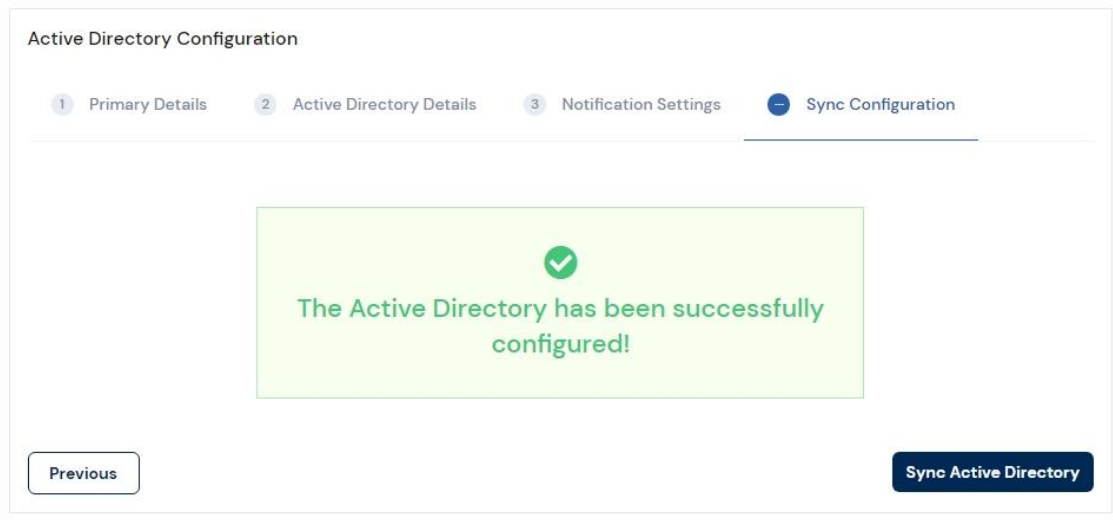 Active Directory Configuration
1 Primary Details 2 Active Directory Details 3 Notification Settings Sync Configuration
The Active Directory has been successfully
configured!
Previous Sync Active Directory